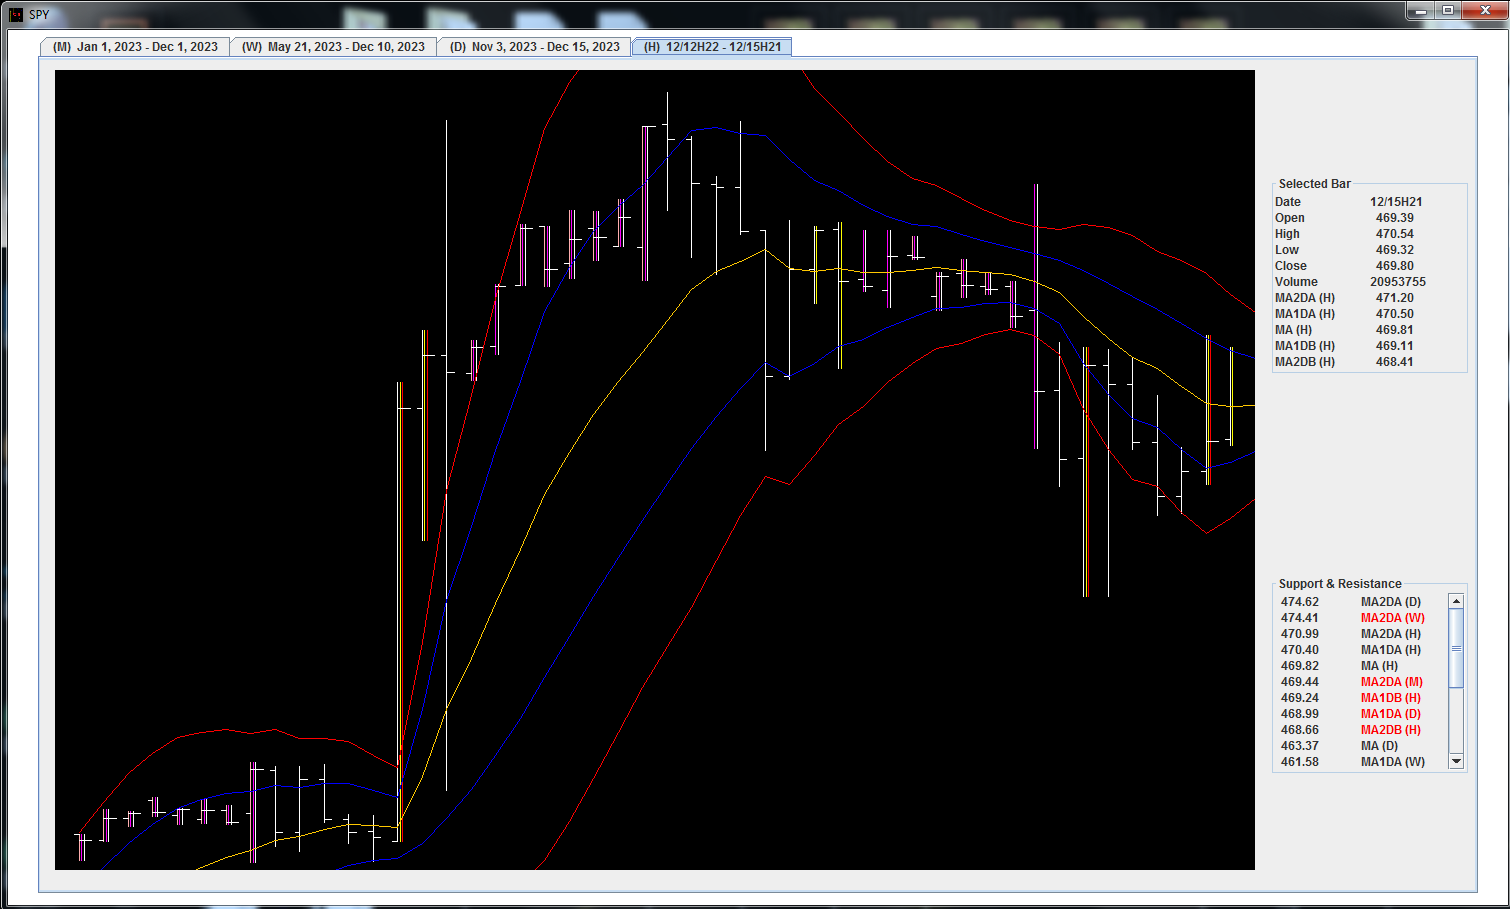 SPY
(M) Jan 1, 2023 - Dec 1, 2023 (W) May 21, 2023 - Dec 10, 2023 (D) Nov 3, 2023 - Dec 15, 2023 (H) 12/12H22 - 12/15H21
Selected Bar
Date 12/15H21
Open 469.39
High 470.54
Low 469.32
Close 469.80
Volume 20953755
MA2DA (H) 471.20
MA1DA (H) 470.50
MA (H) 469.81
MA1DB (H) 469.11
MA2DB (H) 468.41
Support & Resistance
474.62 MA2DA (D)
474.41 MA2DA (W)
470.99 MA2DA (H)
470.40 MA1DA (H)
469.82 MA (H)
469.44 MA2DA (M)
469.24 MA1DB (H)
468.99 MA1DA (D)
468.66 MA2DB (H)
463.37 MA (D)
461.58 MA1DA (W)